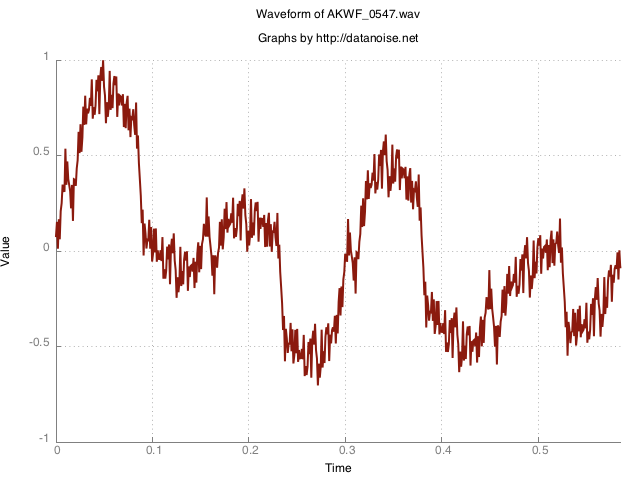 Waveform of AKWF_0547.wav
Graphs by http://datanoise.net
1
0.5
0
-0.5
-1
Value
0 0.1 0.2 0.3 0.4 0.5
Time